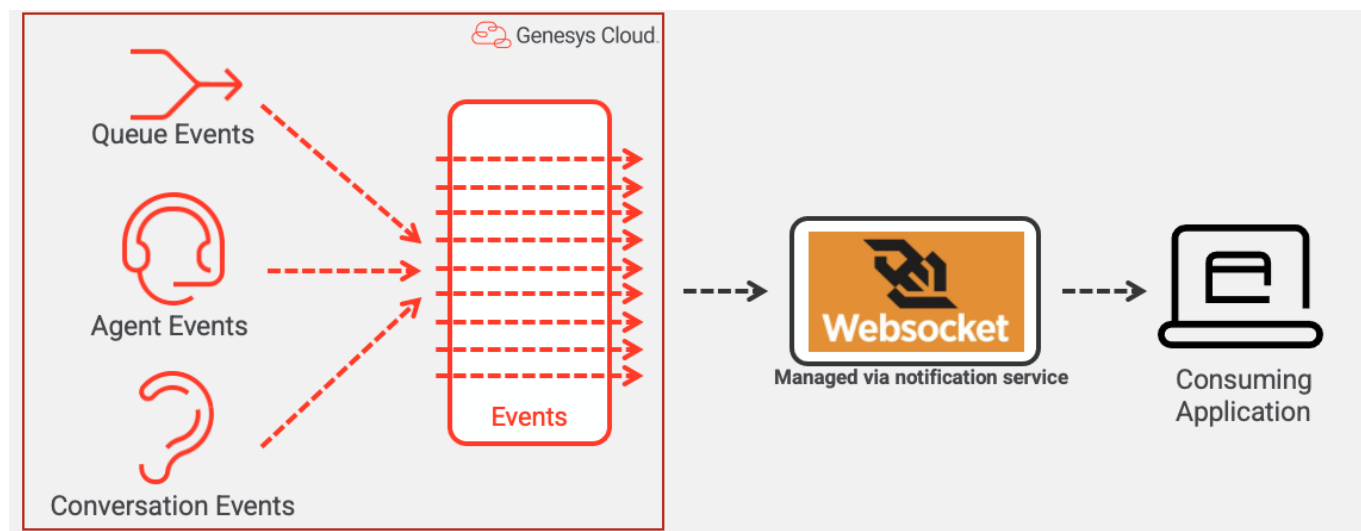 Genesys Cloud
Queue Events
Agent Events
Conversation Events
Events
Websocket
Managed via notification service
Consuming
Application